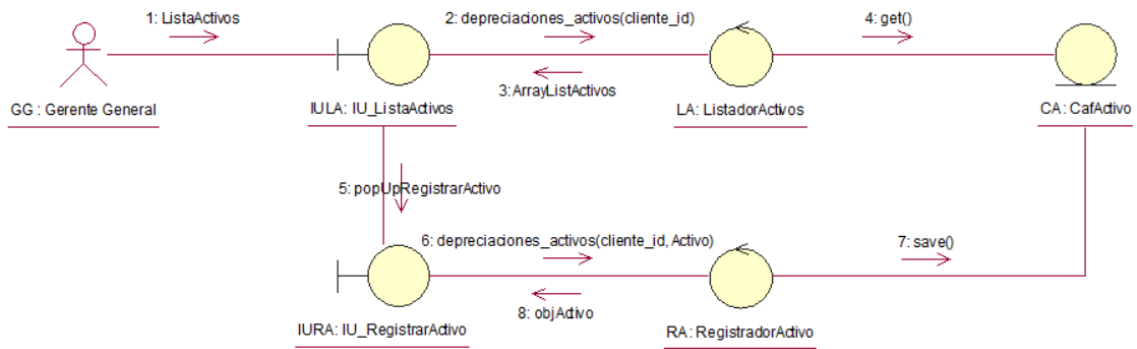 1: ListaActivos
2: depreciaciones_activos(cliente_id)
4: get()
3: ArrayListActivos
GG : Gerente General
IULA: IU_ListaActivos
LA: ListadorActivos
CA: CafActivo
5: popUpRegistrarActivo
6: depreciaciones_activos(cliente_id, Activo)
7: save()
8: objActivo
IURA: IU_RegistrarActivo
RA: RegistradorActivo